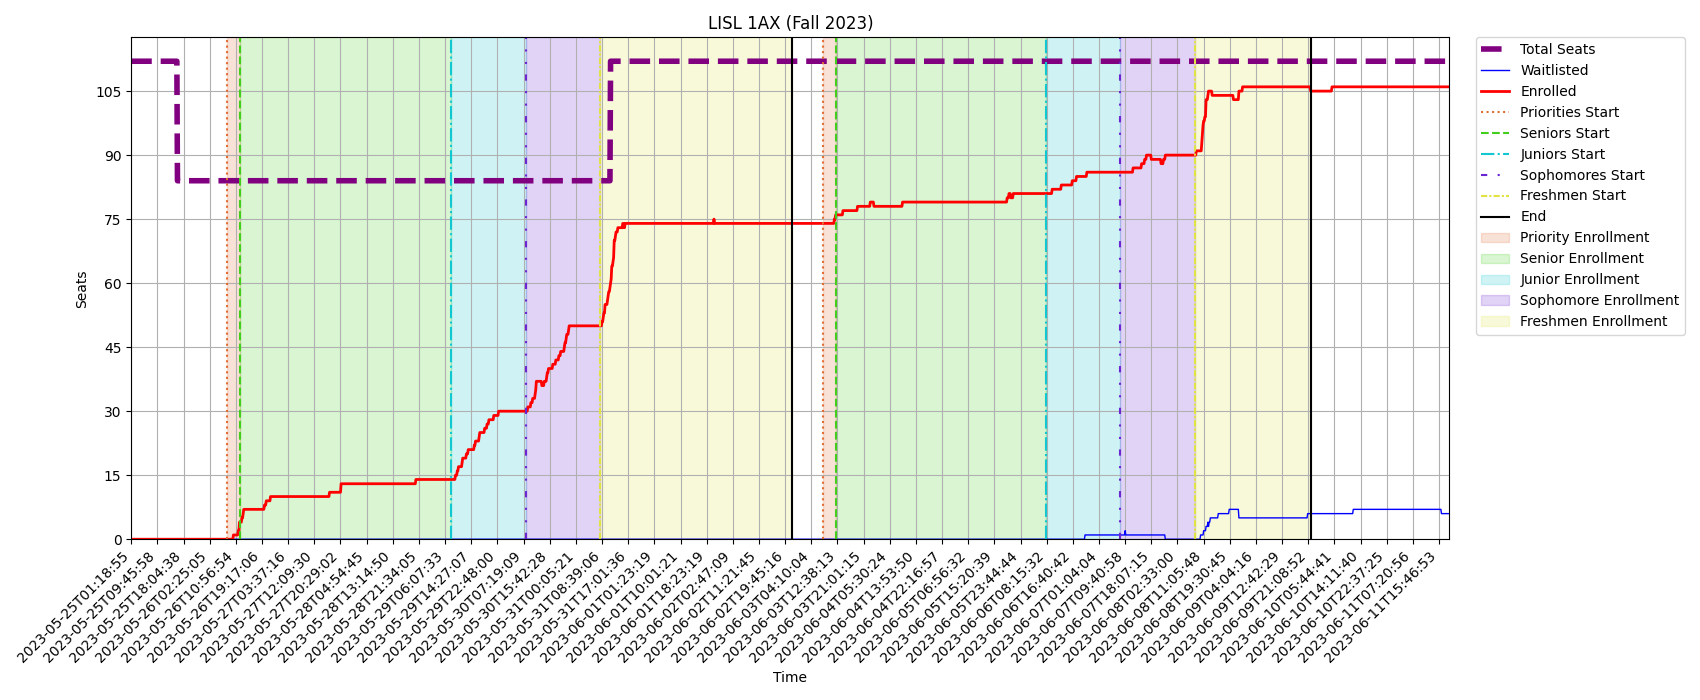 LISL 1AX (Fall 2023)
Total Seats
Waitlisted
Enrolled
Priorities Start
Seniors Start
Juniors Start
Sophomores Start
Freshmen Start
End
Priority Enrollment
Senior Enrollment
Junior Enrollment
Sophomore Enrollment
Freshmen Enrollment
Seats
105
90
75
60
45
30
15
0
2023-05-25T01:18:55
2023-05-25T09:45:58
2023-05-25T18:04:38
2023-05-26T02:25:05
2023-05-26T10:56:54
2023-05-26T19:17:06
2023-05-27T03:37:16
2023-05-27T12:09:30
2023-05-27T20:29:02
2023-05-28T04:54:45
2023-05-28T13:14:50
2023-05-28T21:34:05
2023-05-29T06:07:33
2023-05-29T14:27:07
2023-05-29T22:48:00
2023-05-30T07:19:09
2023-05-30T15:42:28
2023-05-31T00:05:21
2023-05-31T08:39:06
2023-05-31T17:01:36
2023-06-01T01:23:19
2023-06-01T10:01:21
2023-06-01T18:23:19
2023-06-02T02:47:09
2023-06-02T11:21:45
2023-06-02T19:45:16
2023-06-03T04:10:04
2023-06-03T12:38:13
2023-06-03T21:01:15
2023-06-04T05:30:24
2023-06-04T13:53:50
2023-06-04T22:16:57
2023-06-05T06:56:32
2023-06-05T15:20:39
2023-06-05T23:44:44
2023-06-06T08:15:32
2023-06-06T16:40:42
2023-06-07T01:04:04
2023-06-07T09:40:58
2023-06-07T18:07:15
2023-06-08T02:33:00
2023-06-08T11:05:48
2023-06-08T19:30:45
2023-06-09T04:04:16
2023-06-09T12:42:29
2023-06-09T21:08:52
2023-06-10T05:44:41
2023-06-10T14:11:40
2023-06-10T22:37:25
2023-06-11T07:20:56
2023-06-11T15:46:53
Time